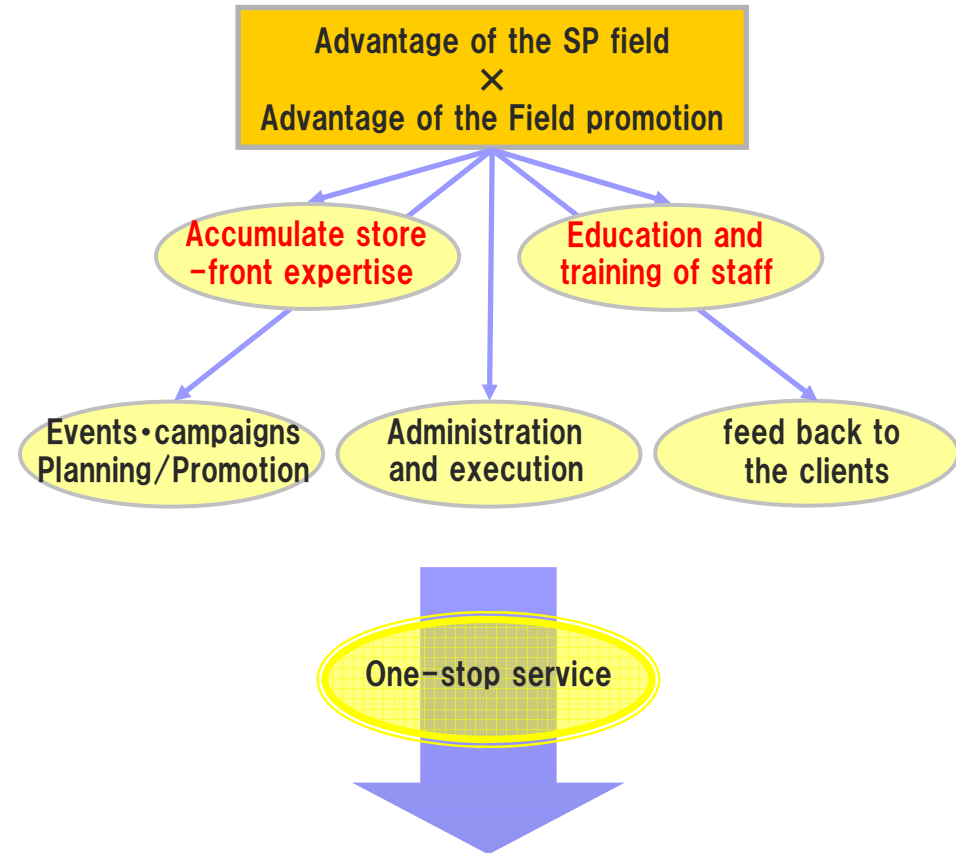 Advantage of the SP field
×
Advantage of the Field promotion
Accumulate store
-front expertise
Education and
training of staff
Events・campaigns
Planning/Promotion
Administration
and execution
feed back to
the clients
One-stop service